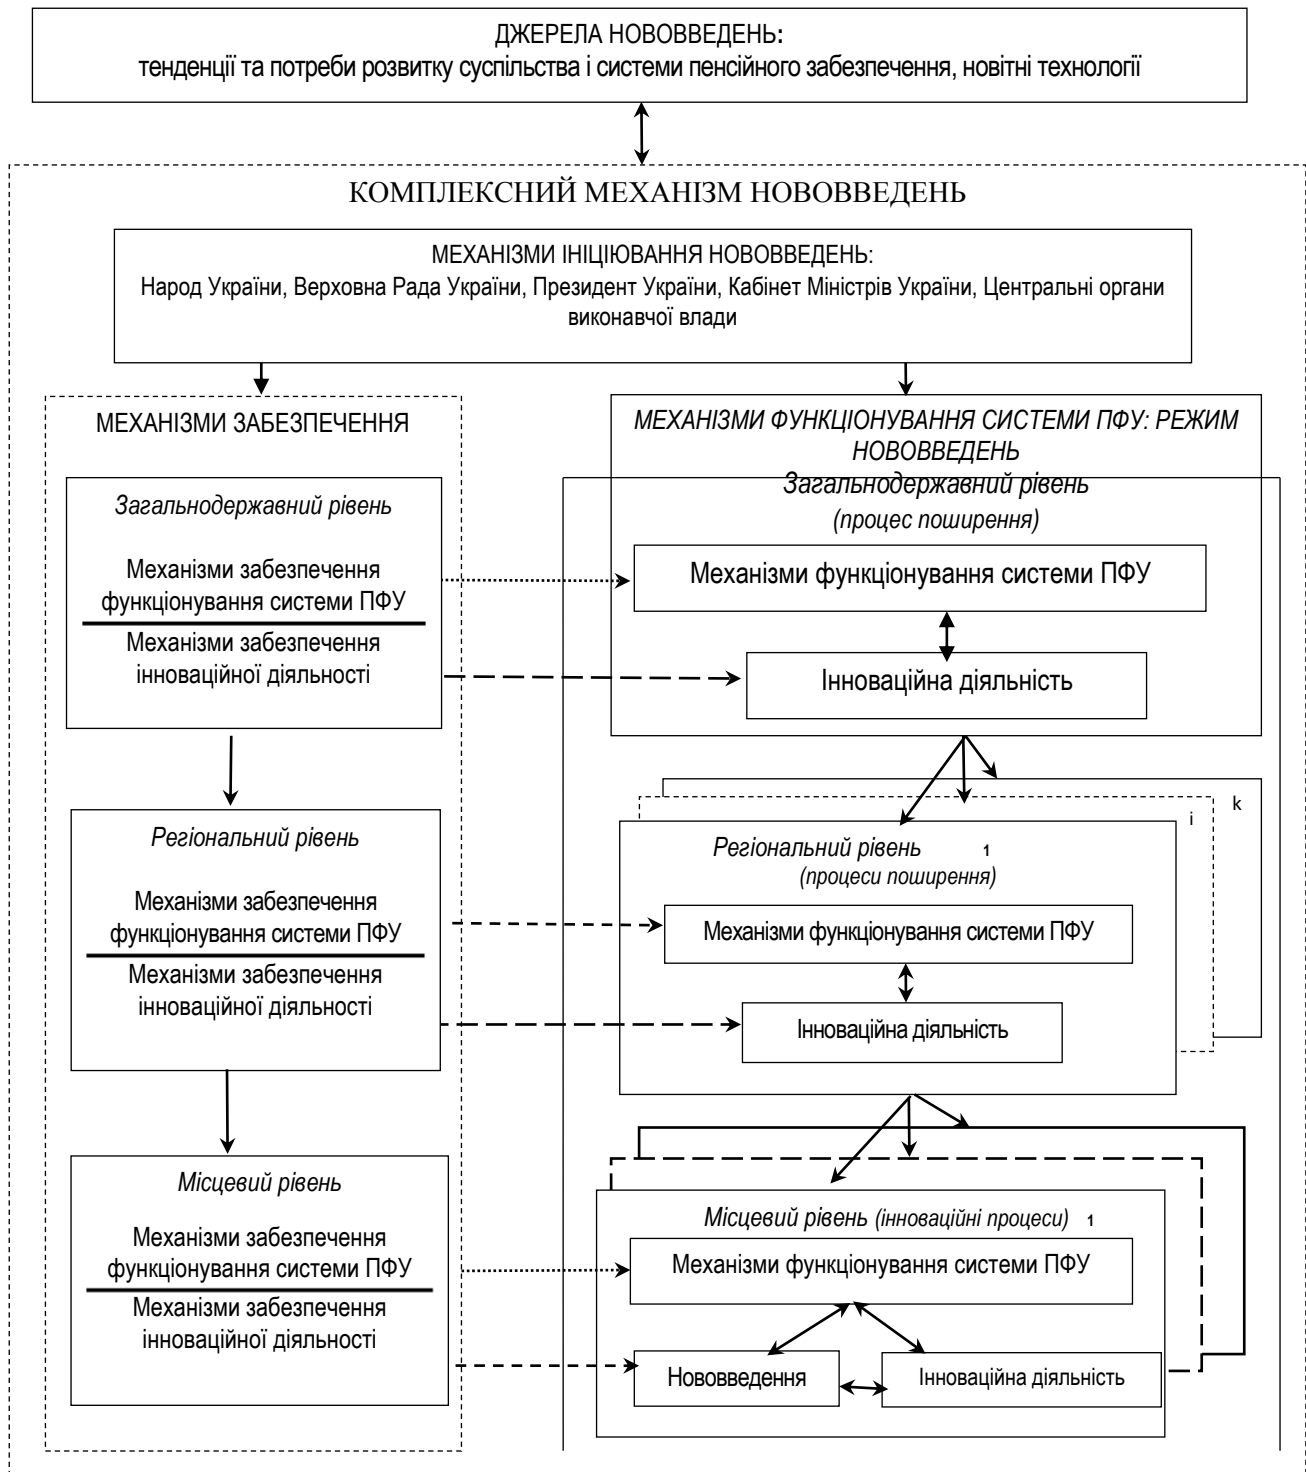 ДЖЕРЕЛА НОВОВВЕДЕНЬ:
тенденції та потреби розвитку суспільства і системи пенсійного забезпечення, новітні технології
КОМПЛЕКСНИЙ МЕХАНІЗМ НОВОВВЕДЕНЬ
МЕХАНІЗМИ ІНІЦІЮВАННЯ НОВОВВЕДЕНЬ:
Народ України, Верховна Рада України, Президент України, Кабінет Міністрів України, Центральні органи
виконавчої влади
МЕХАНІЗМИ ЗАБЕЗПЕЧЕННЯ
Загальнодержавний рівень
Механізми забезпечення
функціонування системи ПФУ
Механізми забезпечення
інноваційної діяльності
Регіональний рівень
Механізми забезпечення
функціонування системи ПФУ
Механізми забезпечення
інноваційної діяльності
Місцевий рівень
Механізми забезпечення
функціонування системи ПФУ
Механізми забезпечення
інноваційної діяльності
МЕХАНІЗМИ ФУНКЦІОНУВАННЯ СИСТЕМИ ПФУ: РЕЖИМ
НОВОВВЕДЕНЬ
Загальнодержавний рівень
(процес поширення)
Механізми функціонування системи ПФУ
Інноваційна діяльність
k
i
Регіональний рівень 1
(процеси поширення)
Механізми функціонування системи ПФУ
Інноваційна діяльність
Місцевий рівень (інноваційні процеси) 1
Механізми функціонування системи ПФУ
Нововведення
Інноваційна діяльність